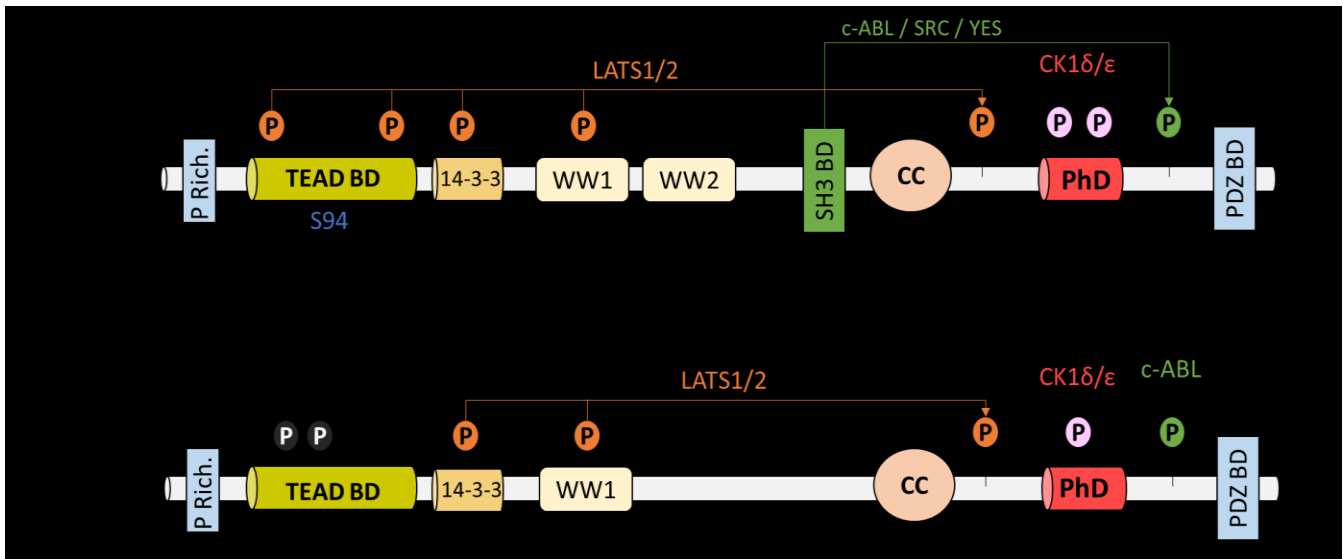 c-ABL / SRC / YES
LATS1/2
CK1δ/ε
P P P P P P P P
P Rich.
TEAD BD
14-3-3
WW1
WW2
SH3 BD
CC
PhD
PDZ BD
S94
LATS1/2
CK1δ/ε
c-ABL
P P P P P P P
P Rich.
TEAD BD
14-3-3
WW1
CC
PhD
PDZ BD